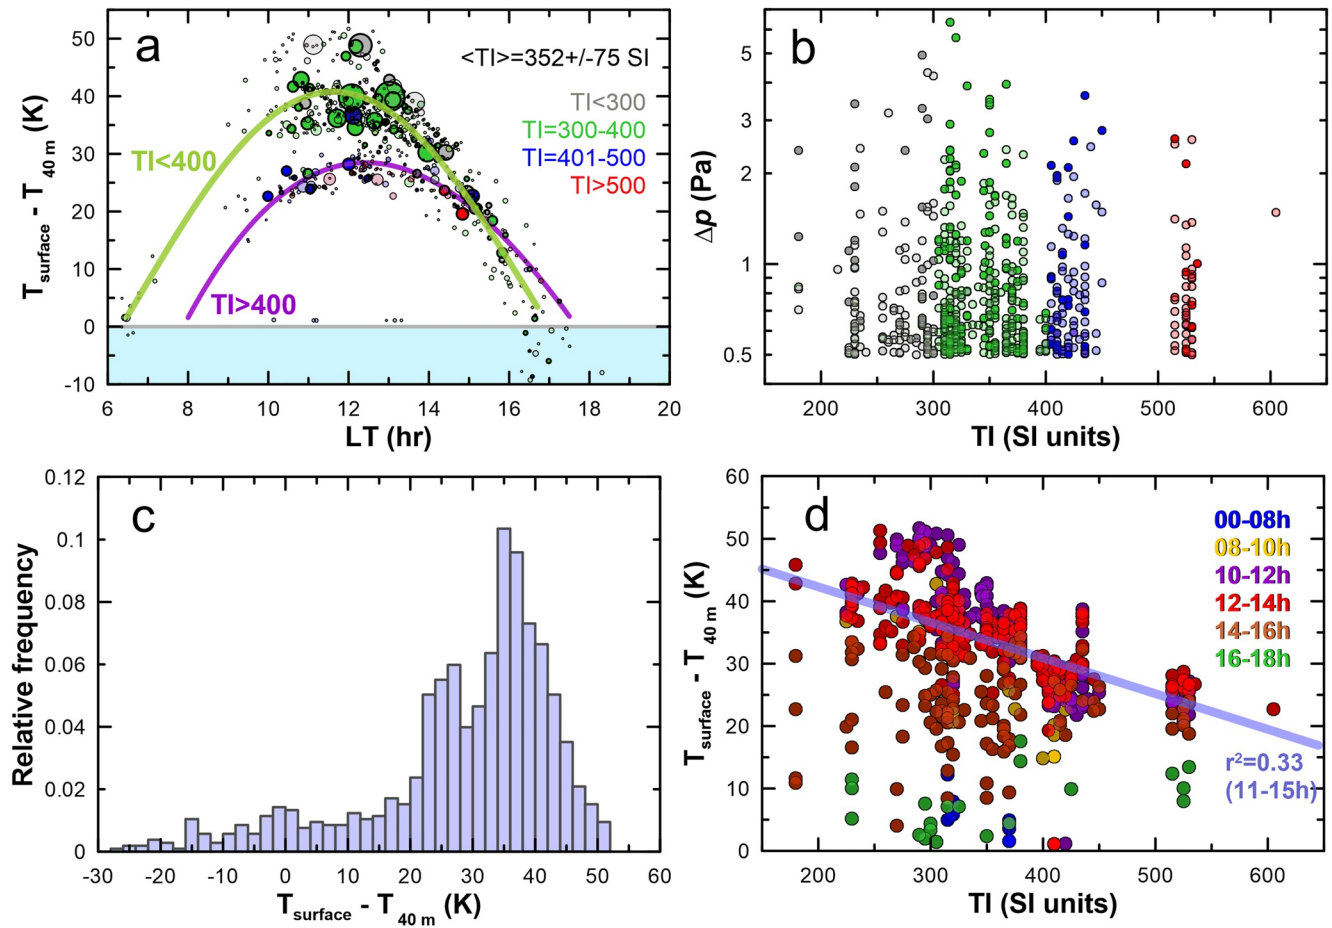 a
<TI>=352+/-75 SI
TI<300
TI=300-400
TI=401-500
TI>500
TI<400
TI>400
50
40
30
20
10
0
-10
6 8 10 12 14 16 18 20
LT (hr)
Tsurface - T40 m (K)
b
5
3
2
1
0.5
200 300 400 500 600
TI (SI units)
Δp (Pa)
c
0.12
0.1
0.08
0.06
0.04
0.02
0
-30 -20 -10 0 10 20 30 40 50 60
Tsurface - T40 m (K)
Relative frequency
d
00-08h
08-10h
10-12h
12-14h
14-16h
16-18h
r²=0.33
(11-15h)
60
50
40
30
20
10
0
200 300 400 500 600
TI (SI units)
Tsurface - T40 m (K)